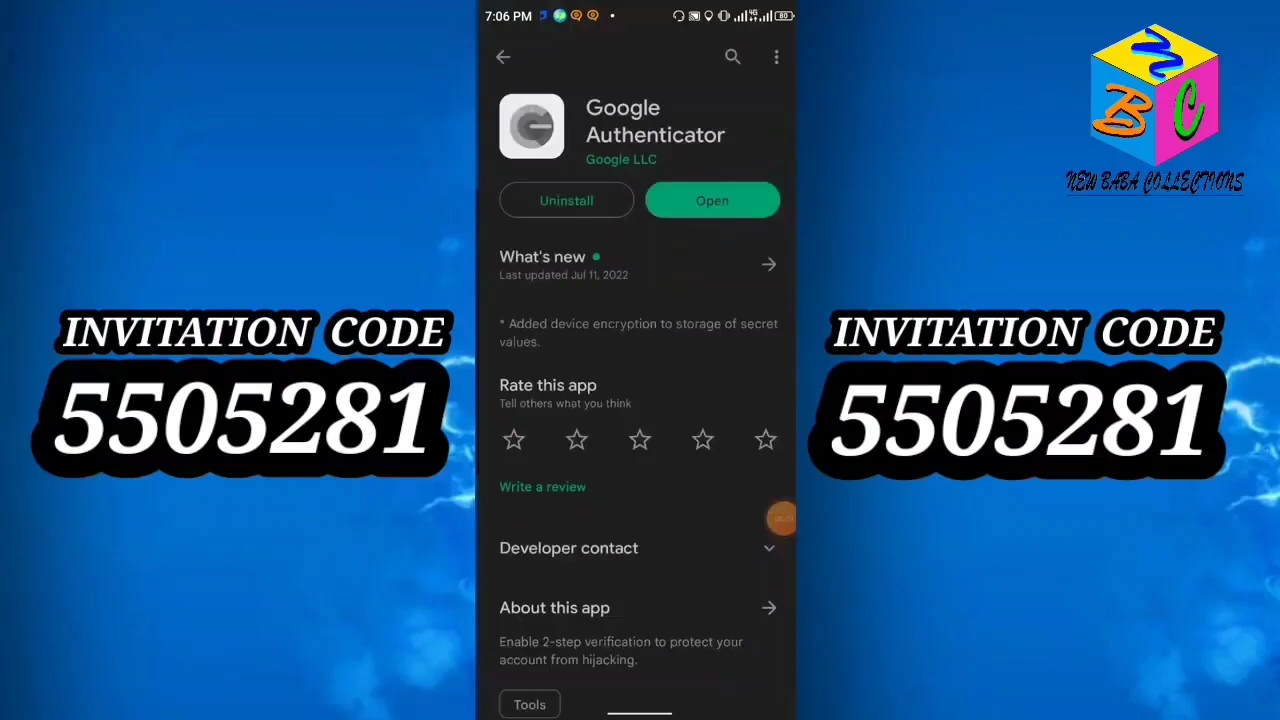 7:06 PM
4G
80
Google
Authenticator
Google LLC
Uninstall
Open
What's new
Last updated Jul 11, 2022
* Added device encryption to storage of secret
values.
Rate this app
Tell others what you think
Write a review
Developer contact
About this app
Enable 2-step verification to protect your
account from hijacking.
Tools
INVITATION CODE
5505281
INVITATION CODE
5505281
N
B C
NEW BABA COLLECTIONS